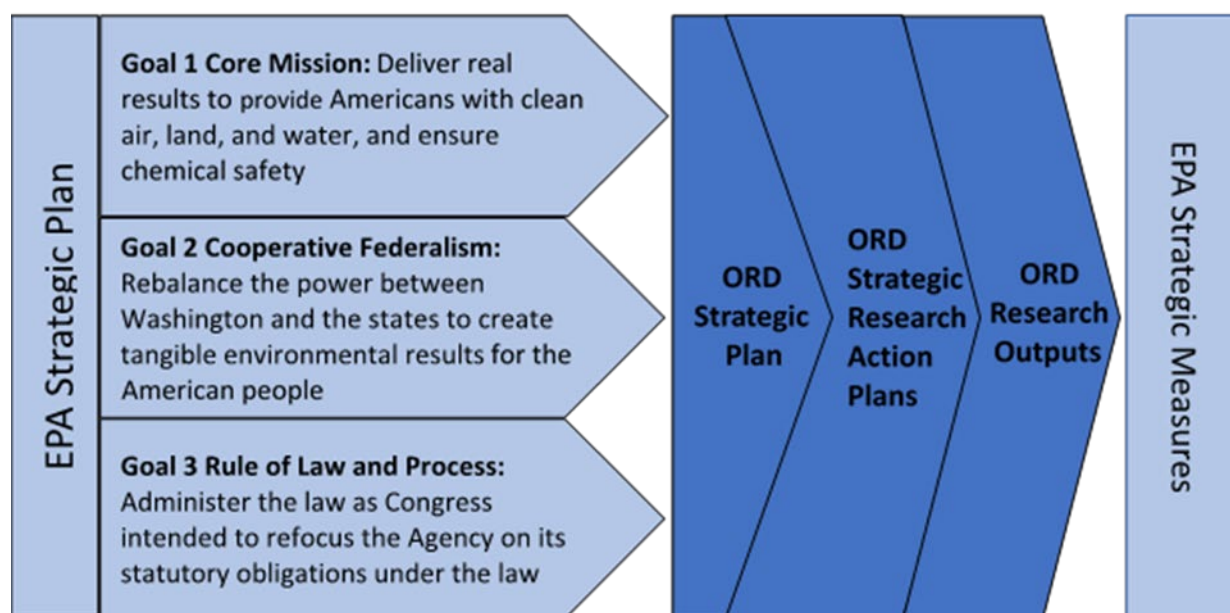 EPA Strategic Plan
Goal 1 Core Mission: Deliver real
results to provide Americans with clean
air, land, and water, and ensure
chemical safety
Goal 2 Cooperative Federalism:
Rebalance the power between
Washington and the states to create
tangible environmental results for the
American people
Goal 3 Rule of Law and Process:
Administer the law as Congress
intended to refocus the Agency on its
statutory obligations under the law
ORD
Strategic
Plan
ORD
Strategic
Research
Action
Plans
ORD
Research
Outputs
EPA Strategic Measures